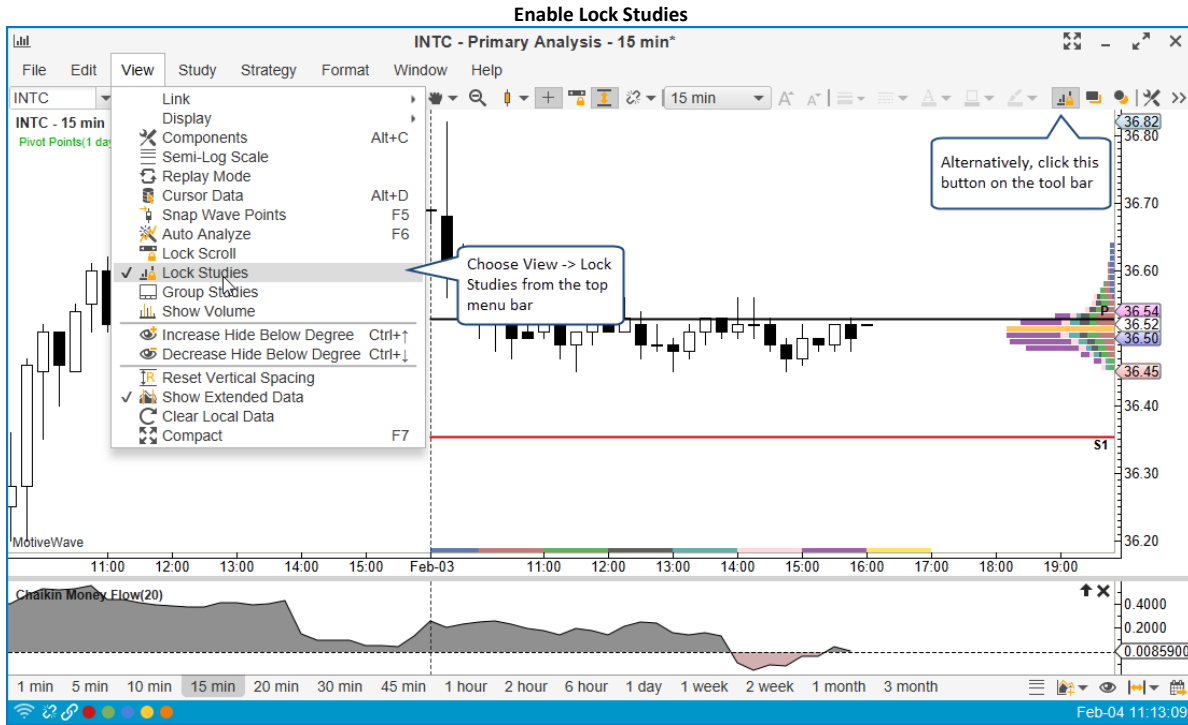 Enable Lock Studies
INTC - Primary Analysis - 15 min*
File Edit View Study Strategy Format Window Help
INTC
15 min
INTC - 15 min
Pivot Points(1 day
Link
Display
Components Alt+C
Semi-Log Scale
Replay Mode
Cursor Data Alt+D
Snap Wave Points F5
Auto Analyze F6
Lock Scroll
Lock Studies
Group Studies
Show Volume
Increase Hide Below Degree Ctrl+↑
Decrease Hide Below Degree Ctrl+↓
Reset Vertical Spacing
Show Extended Data
Clear Local Data
Compact F7
Choose View -> Lock
Studies from the top
menu bar
Alternatively, click this
button on the tool bar
36.82
36.80
36.70
36.60
P
36.54
36.52
36.50
36.45
36.40
S1
36.30
36.20
MotiveWave
11:00 12:00 13:00 14:00 15:00 Feb-03 11:00 12:00 13:00 14:00 15:00 16:00 17:00 18:00 19:00
Chaikin Money Flow(20)
0.4000
0.2000
0.0085900
1 min 5 min 10 min 15 min 20 min 30 min 45 min 1 hour 2 hour 6 hour 1 day 1 week 2 week 1 month 3 month
Feb-04 11:13:09